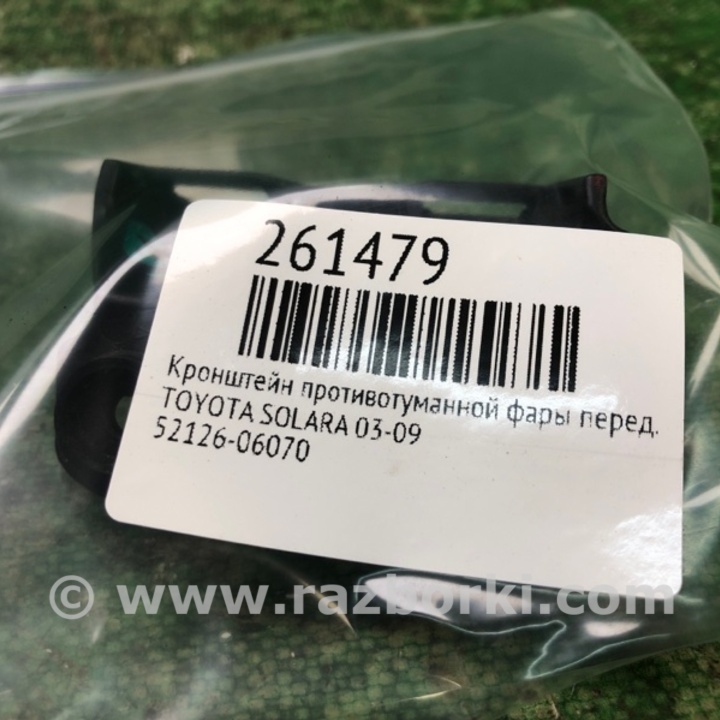 261479
Кронштейн противотуманной фары перед.
TOYOTA SOLARA 03-09
52126-06070
© www.razborki.com